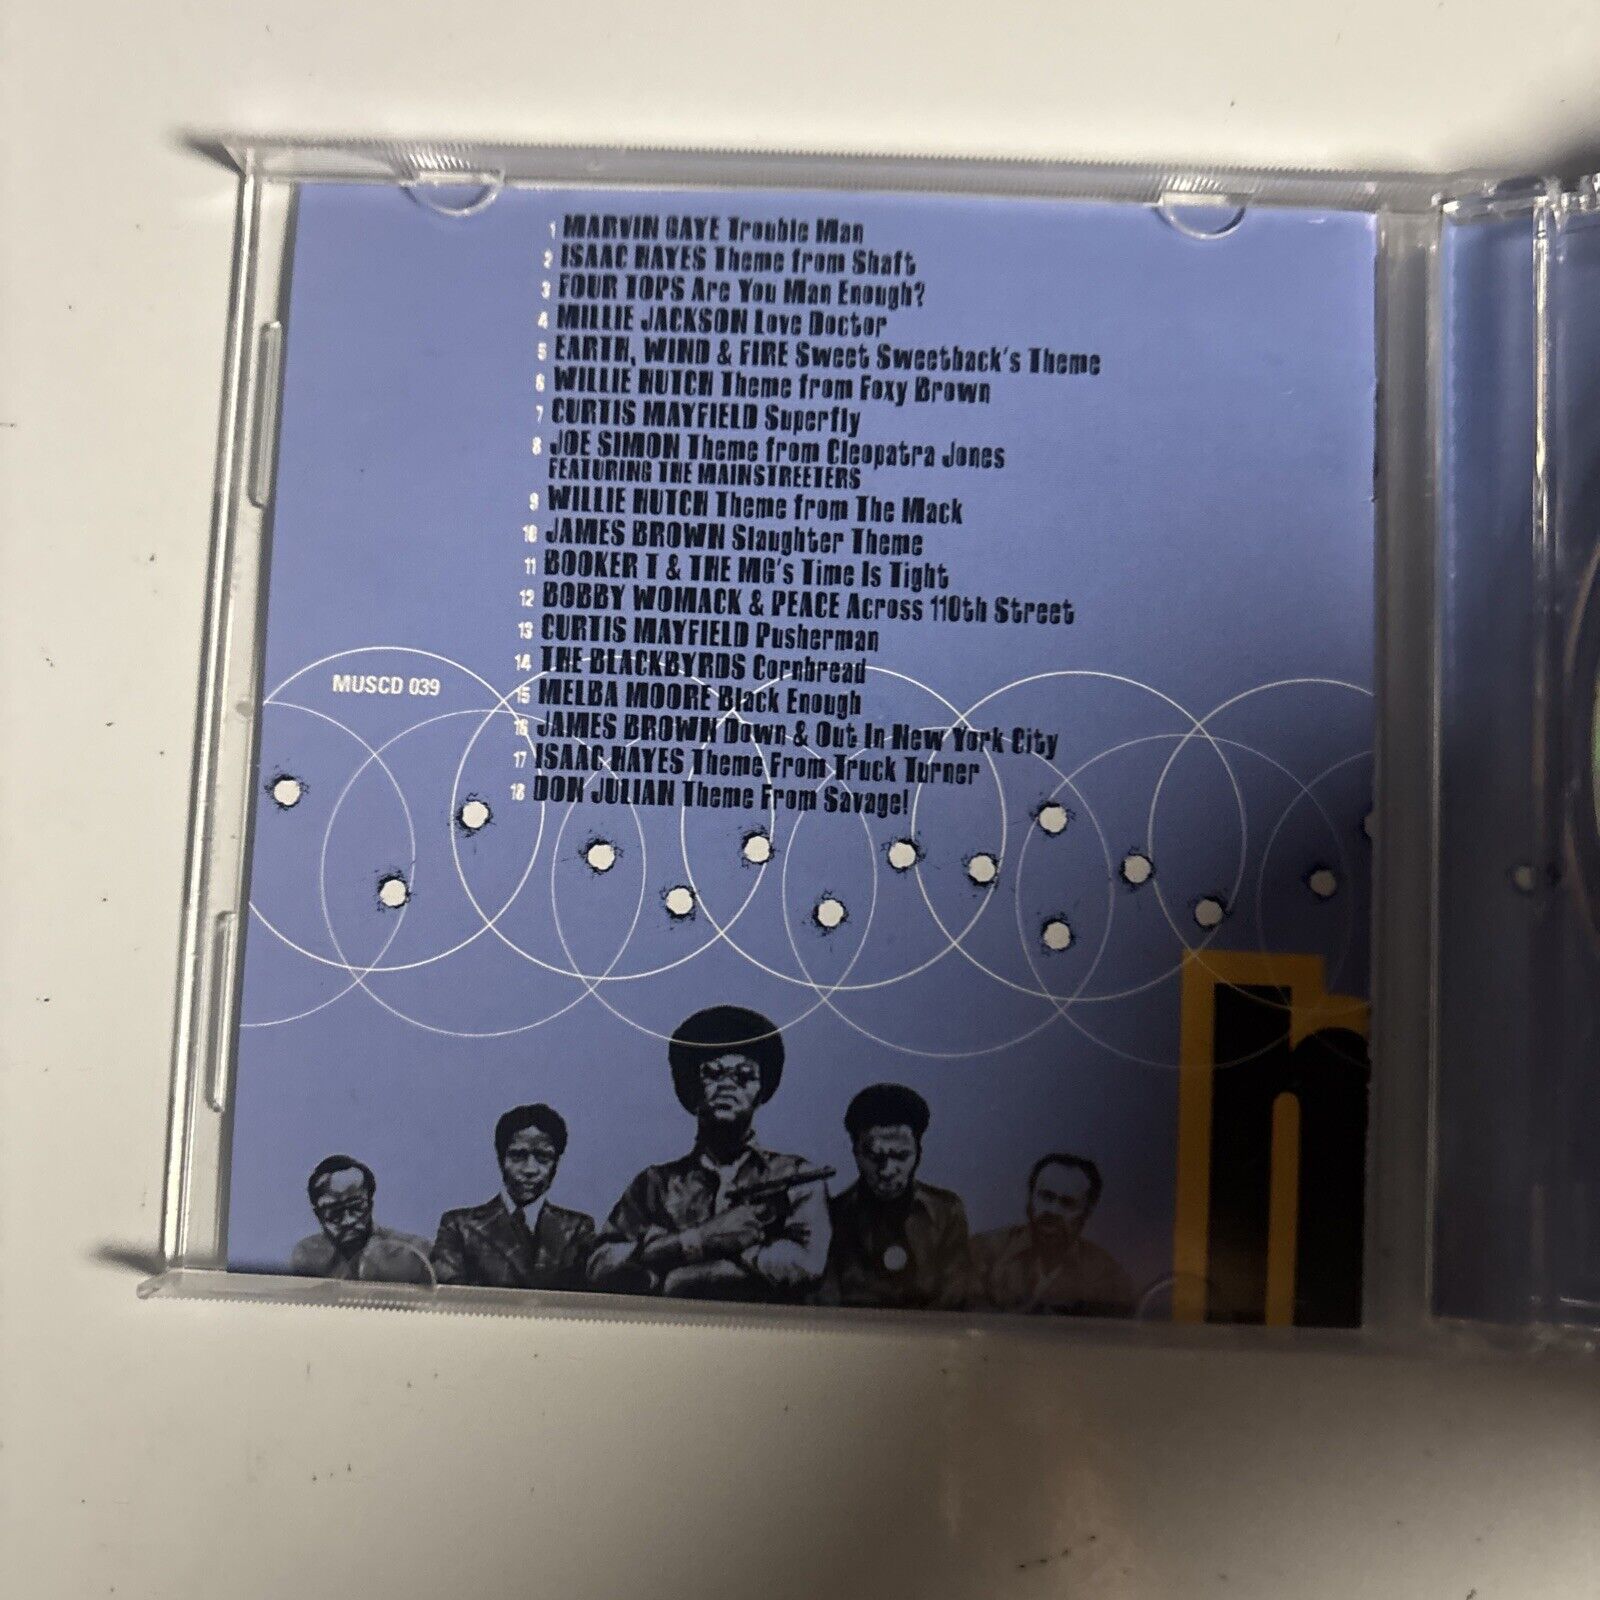 1 MARVIN GAYE Trouble Man
2 ISAAC HAYES Theme from Shaft
3 FOUR TOPS Are You Man Enough?
4 MILLIE JACKSON Love Doctor
5 EARTH, WIND & FIRE Sweet Sweetback's Theme
6 WILLIE HUTCH Theme from Foxy Brown
7 CURTIS MAYFIELD Superfly
8 JOE SIMON Theme from Cleopatra Jones
FEATURING THE MAINSTREETERS
9 WILLIE HUTCH Theme from The Mack
10 JAMES BROWN Slaughter Theme
11 BOOKER T & THE MG's Time Is Tight
12 BOBBY WOMACK & PEACE Across 110th Street
13 CURTIS MAYFIELD Pusherman
14 THE BLACKBYRDS Cornbread
MUSCD 039
15 MELBA MOORE Black Enough
16 JAMES BROWN Down & Out In New York City
17 ISAAC HAYES Theme From Truck Turner
18 DON JULIAN Theme From Savage!